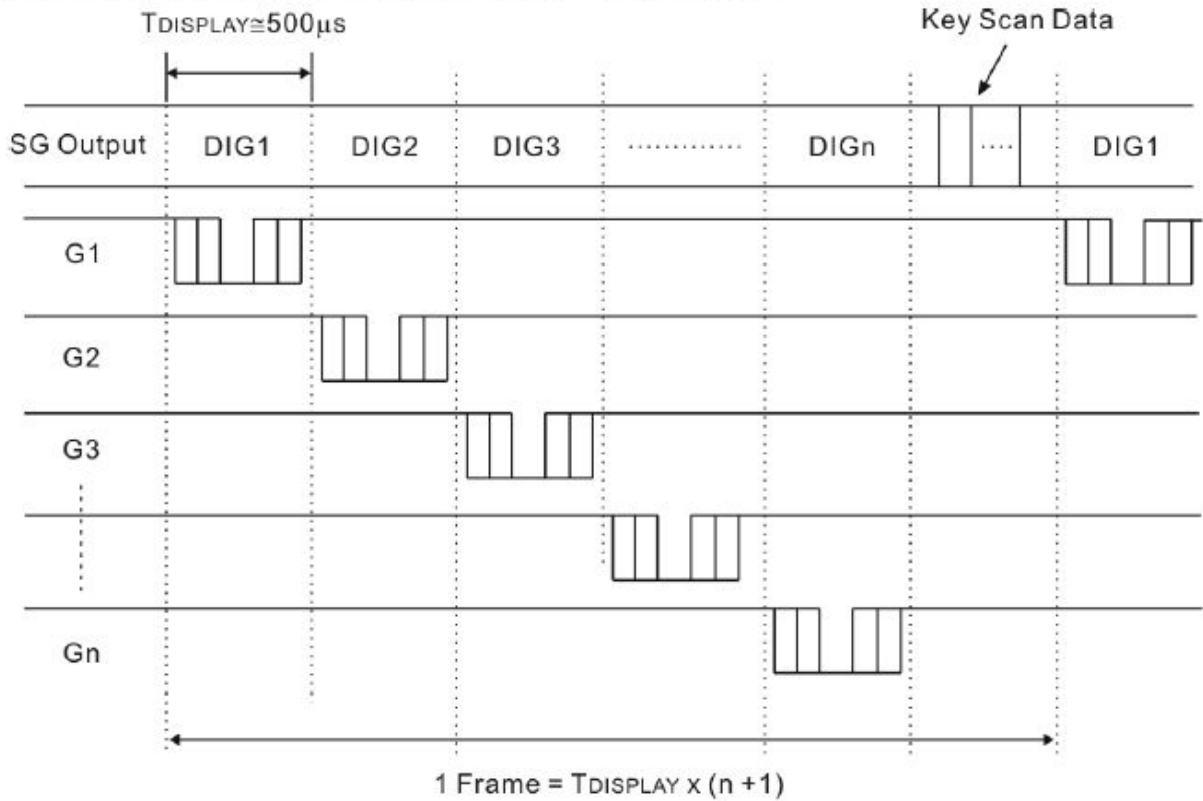 TDISPLAY≅500μs
Key Scan Data
SG Output DIG1 DIG2 DIG3 ............. DIGn .... DIG1
G1
G2
G3
Gn
1 Frame = TDISPLAY x (n +1)